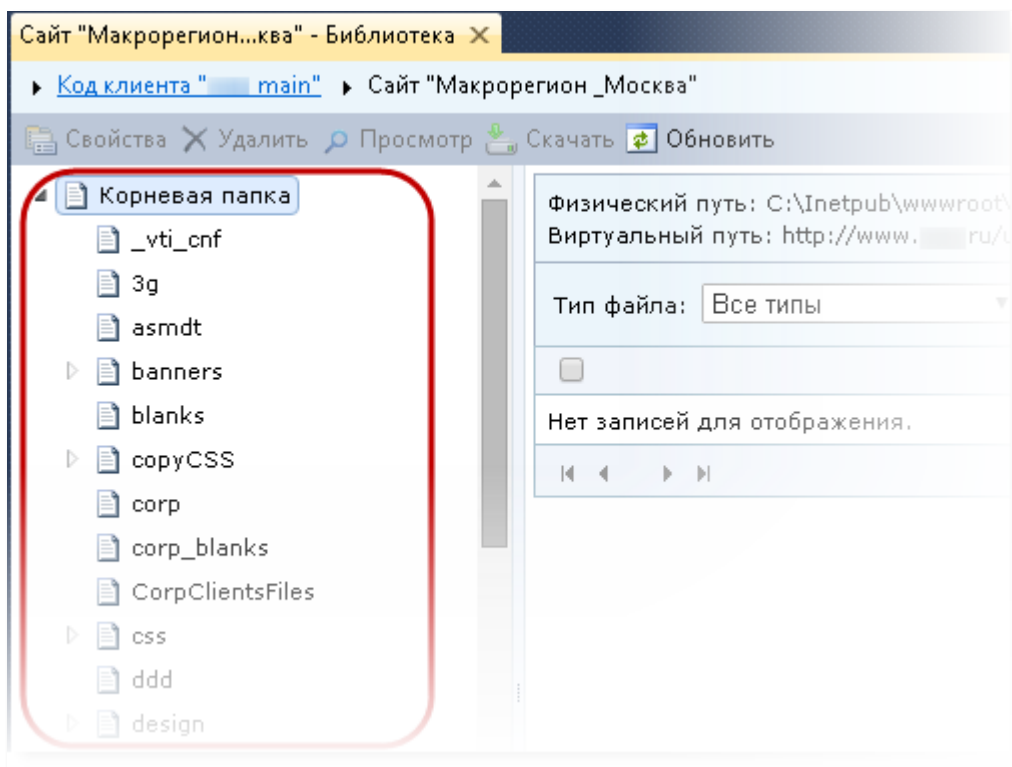 Сайт "Макрорегион...ква" - Библиотека
Код клиента " main" Сайт "Макрорегион _Москва"
Свойства Удалить Просмотр Скачать Обновить
Корневая папка
_vti_cnf
3g
asmdt
banners
blanks
copyCSS
corp
corp_blanks
CorpClientsFiles
css
ddd
design
Физический путь: C:\Inetpub\wwwroot\
Виртуальный путь: http://www. ru/u
Тип файла: Все типы
Нет записей для отображения.